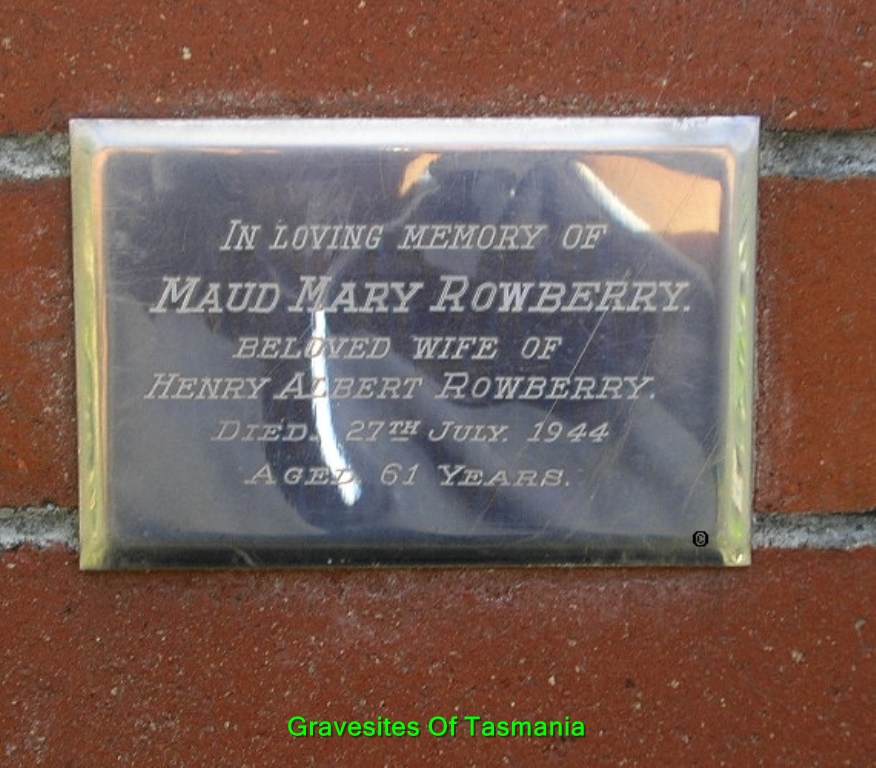 IN LOVING MEMORY OF
MAUD MARY ROWBERRY.
BELOVED WIFE OF
HENRY ALBERT ROWBERRY.
DIED. 27TH JULY. 1944
AGED 61 YEARS.
©
Gravesites Of Tasmania